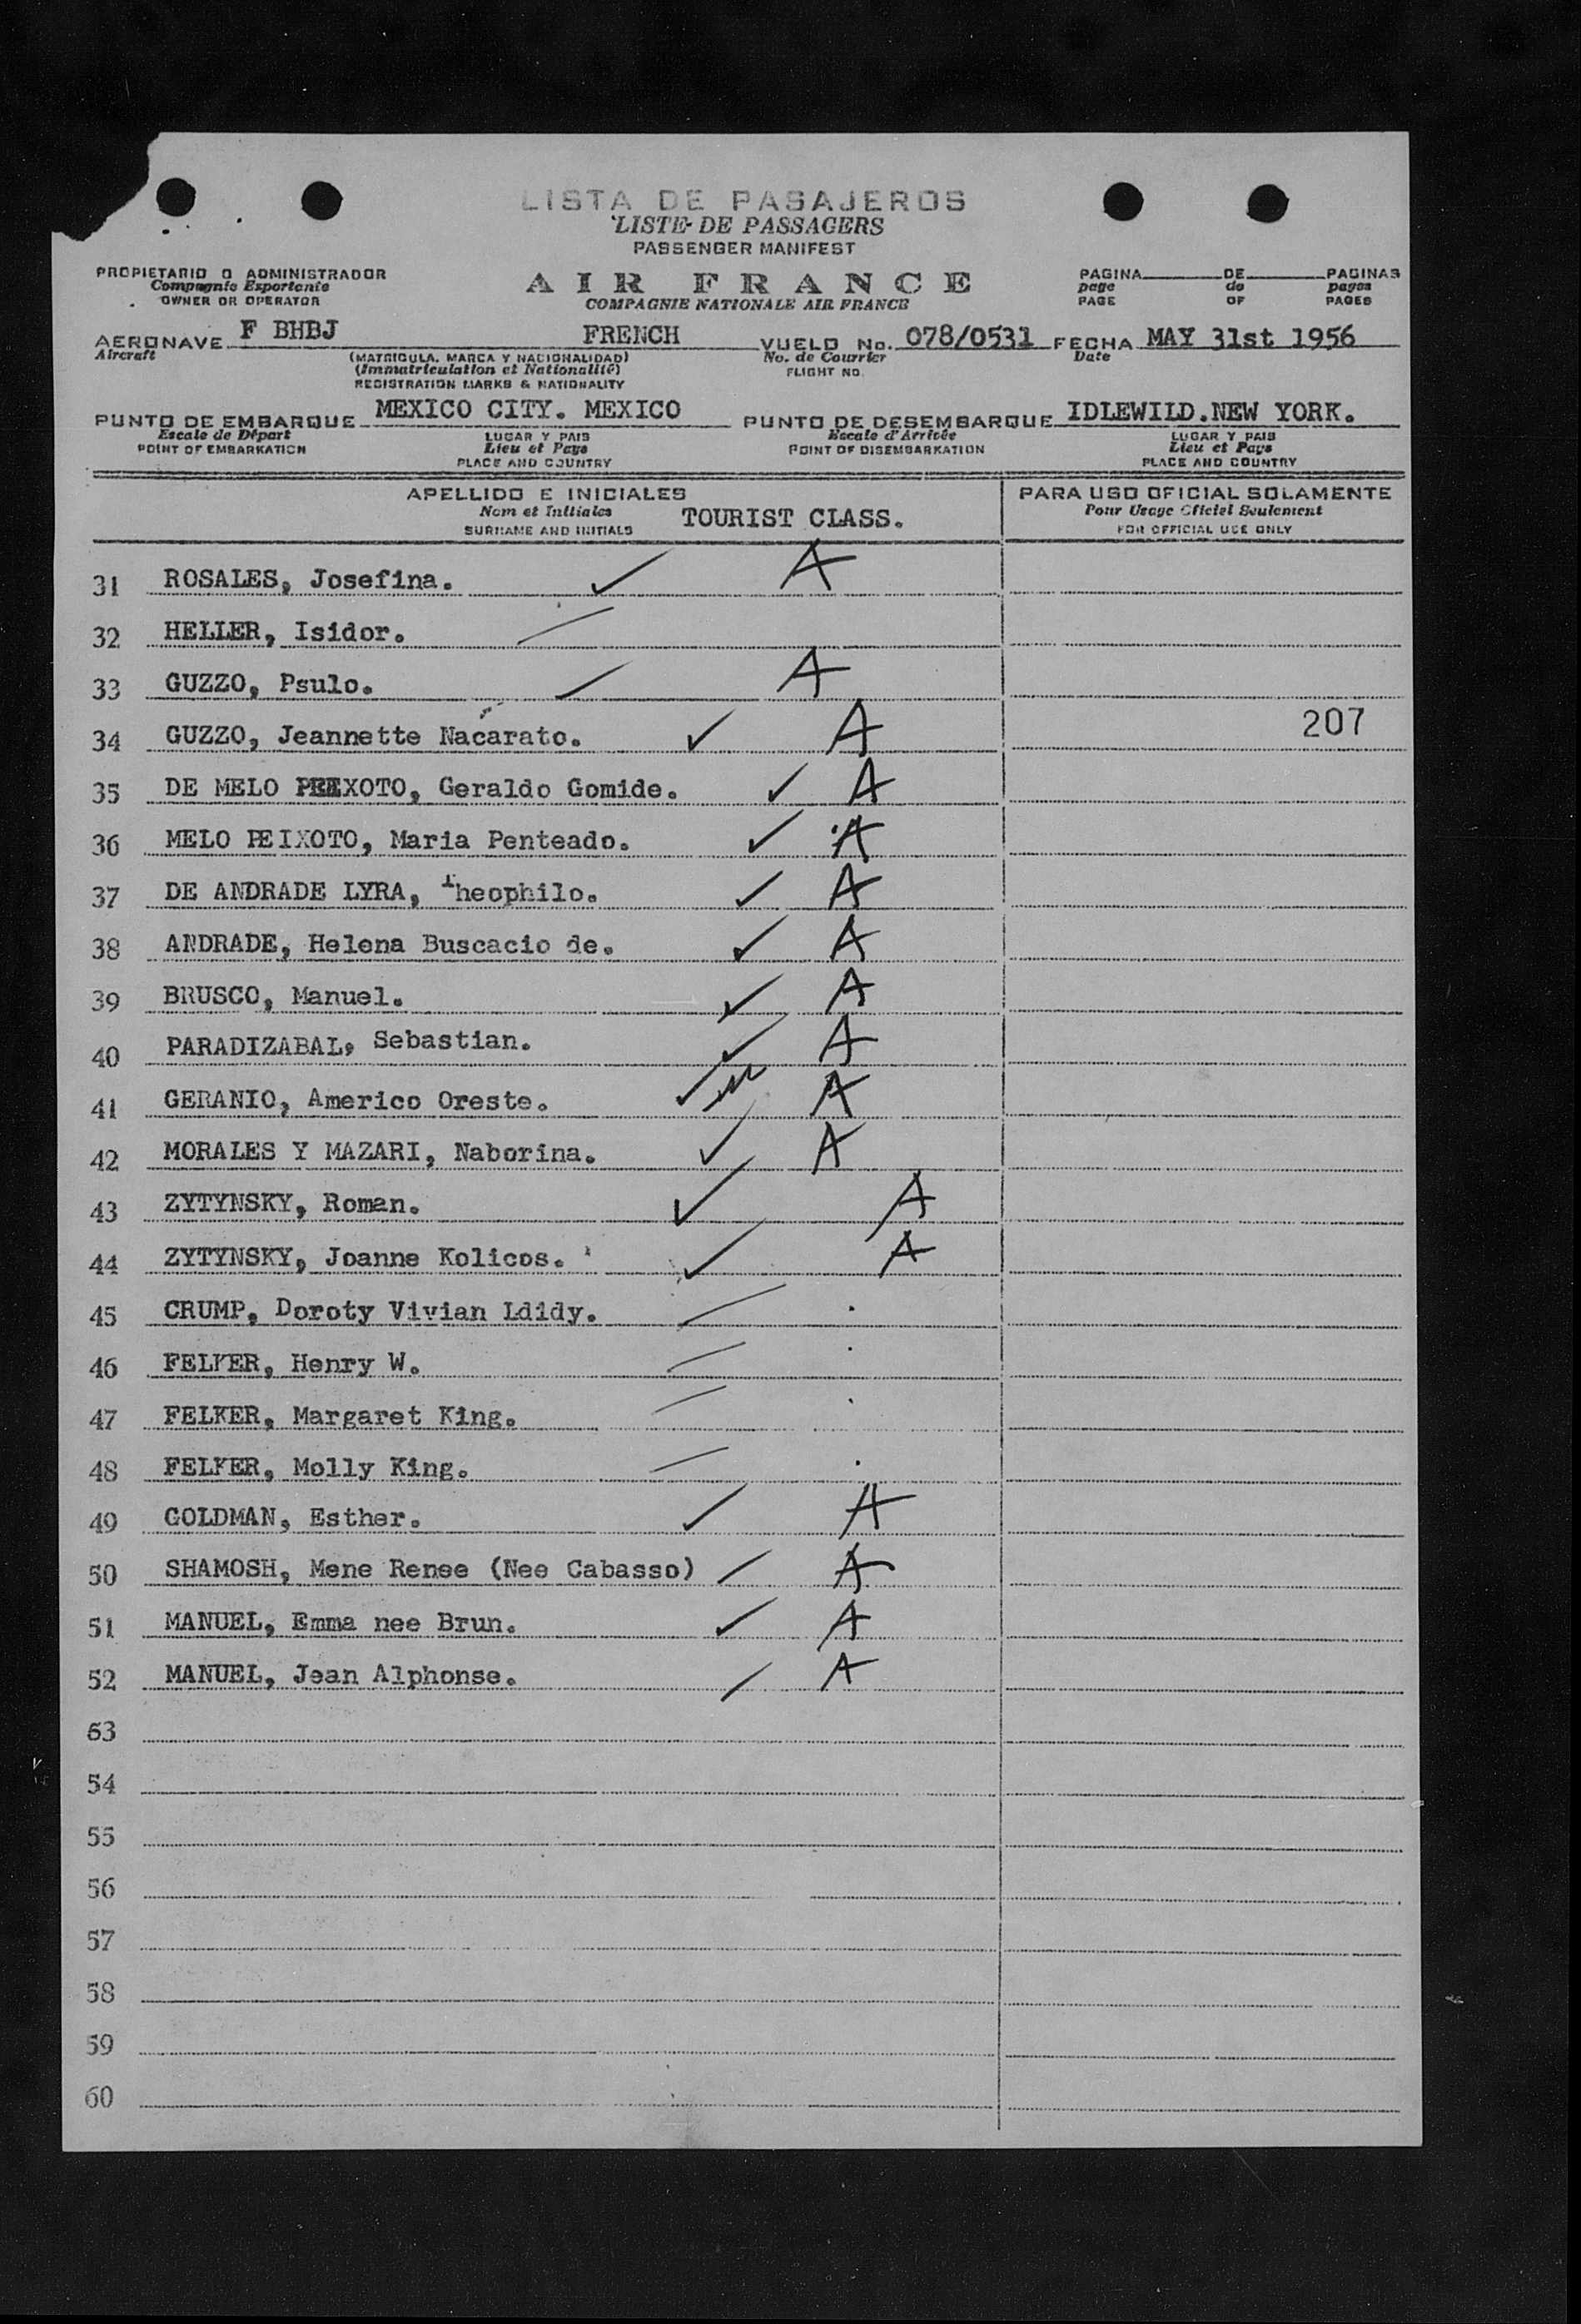 LISTA DE PASAJEROS
LISTE DE PASSAGERS
PASSENGER MANIFEST
PROPIETARIO O ADMINISTRADOR
Compagnie Exportante
OWNER OR OPERATOR
AIR FRANCE
COMPAGNIE NATIONALE AIR FRANCE
PAGINA DE PAGINAS
page de pages
PAGE OF PAGES
AERONAVE F BHBJ FRENCH VUELO No. 078/0531 FECHA MAY 31st 1956
Aircraft (MATRICULA, MARCA Y NACIONALIDAD) No. de Courrier Date
(Immatriculation et Nationalité) FLIGHT NO.
REGISTRATION MARKS & NATIONALITY
PUNTO DE EMBARQUE MEXICO CITY. MEXICO PUNTO DE DESEMBARQUE IDLEWILD.NEW YORK.
Escale de Départ LUGAR Y PAIS Escale d'Arrivée LUGAR Y PAIS
POINT OF EMBARKATION Lieu et Pays POINT OF DISEMBARKATION Lieu et Pays
PLACE AND COUNTRY PLACE AND COUNTRY
APELLIDO E INICIALES PARA USO OFICIAL SOLAMENTE
Nom et Initiales TOURIST CLASS. Pour Usage Officiel Seulement
SURNAME AND INITIALS FOR OFFICIAL USE ONLY
31 ROSALES, Josefina. ✓ A
32 HELLER, Isidor.
33 GUZZO, Psulo. ✓ A
34 GUZZO, Jeannette Nacarato. ✓ A 207
35 DE MELO PEIXOTO, Geraldo Gomide. ✓ A
36 MELO PEIXOTO, Maria Penteado. ✓ A
37 DE ANDRADE LYRA, Theophilo. ✓ A
38 ANDRADE, Helena Buscacio de. ✓ A
39 BRUSCO, Manuel. ✓ A
40 PARADIZABAL, Sebastian. ✓ A
41 GERANIO, Americo Oreste. ✓ A
42 MORALES Y MAZARI, Naborina. ✓ A
43 ZYTYNSKY, Roman. ✓ A
44 ZYTYNSKY, Joanne Kolicos. ✓ A
45 CRUMP, Doroty Vivian Ldidy.
46 FELKER, Henry W.
47 FELKER, Margaret King.
48 FELKER, Molly King.
49 GOLDMAN, Esther. ✓ A
50 SHAMOSH, Mene Renee (Nee Cabasso) ✓ A
51 MANUEL, Emma nee Brun. ✓ A
52 MANUEL, Jean Alphonse. ✓ A
53
54
55
56
57
58
59
60